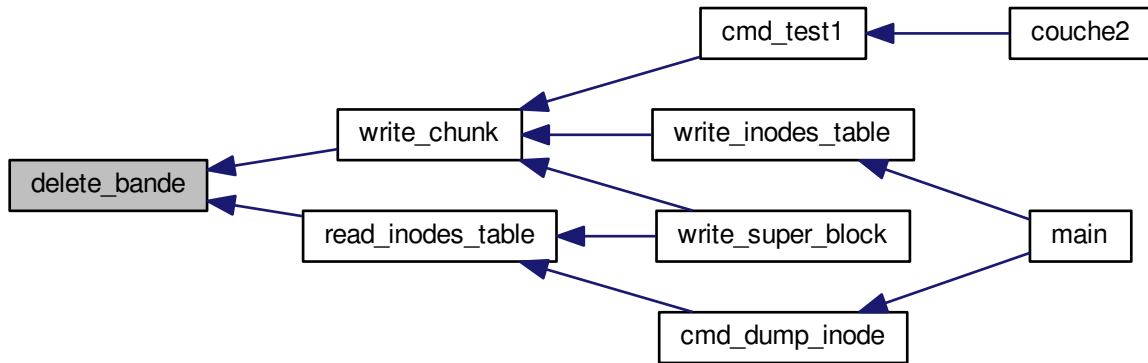 cmd_test1
couche2
write_chunk
write_inodes_table
delete_bande
read_inodes_table
write_super_block
main
cmd_dump_inode